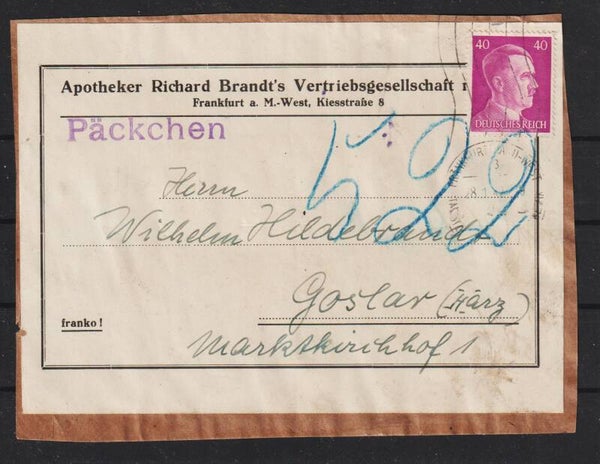 40 40
DEUTSCHES REICH
Apotheker Richard Brandt's Vertriebsgesellschaft
Frankfurt a. M.-West, Kiesstraße 8
Päckchen
522
Herrn
Wilhelm Hildebrandt
Goslar (Harz)
franko!
Marktkirchhof 1